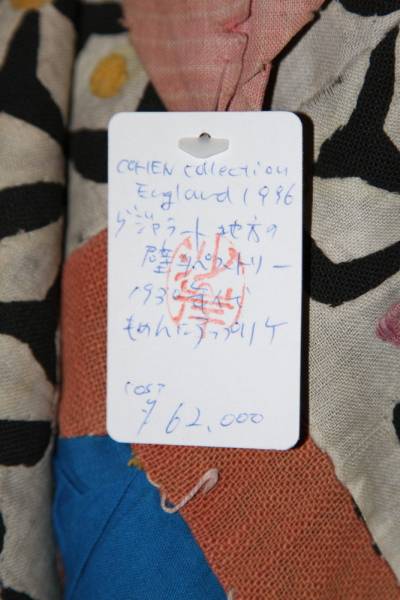 COHEN collection
England 1996
グジャラート地方の
壁掛タペストリー
1930年代
もめんにアップリケ
COST
¥62,000